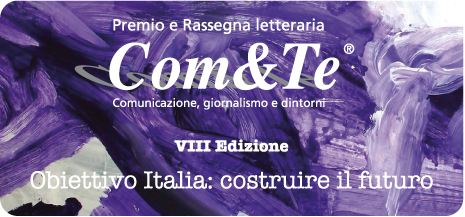 Premio e Rassegna letteraria
Com&Te®
Comunicazione, giornalismo e dintorni
VIII Edizione
Obiettivo Italia: costruire il futuro